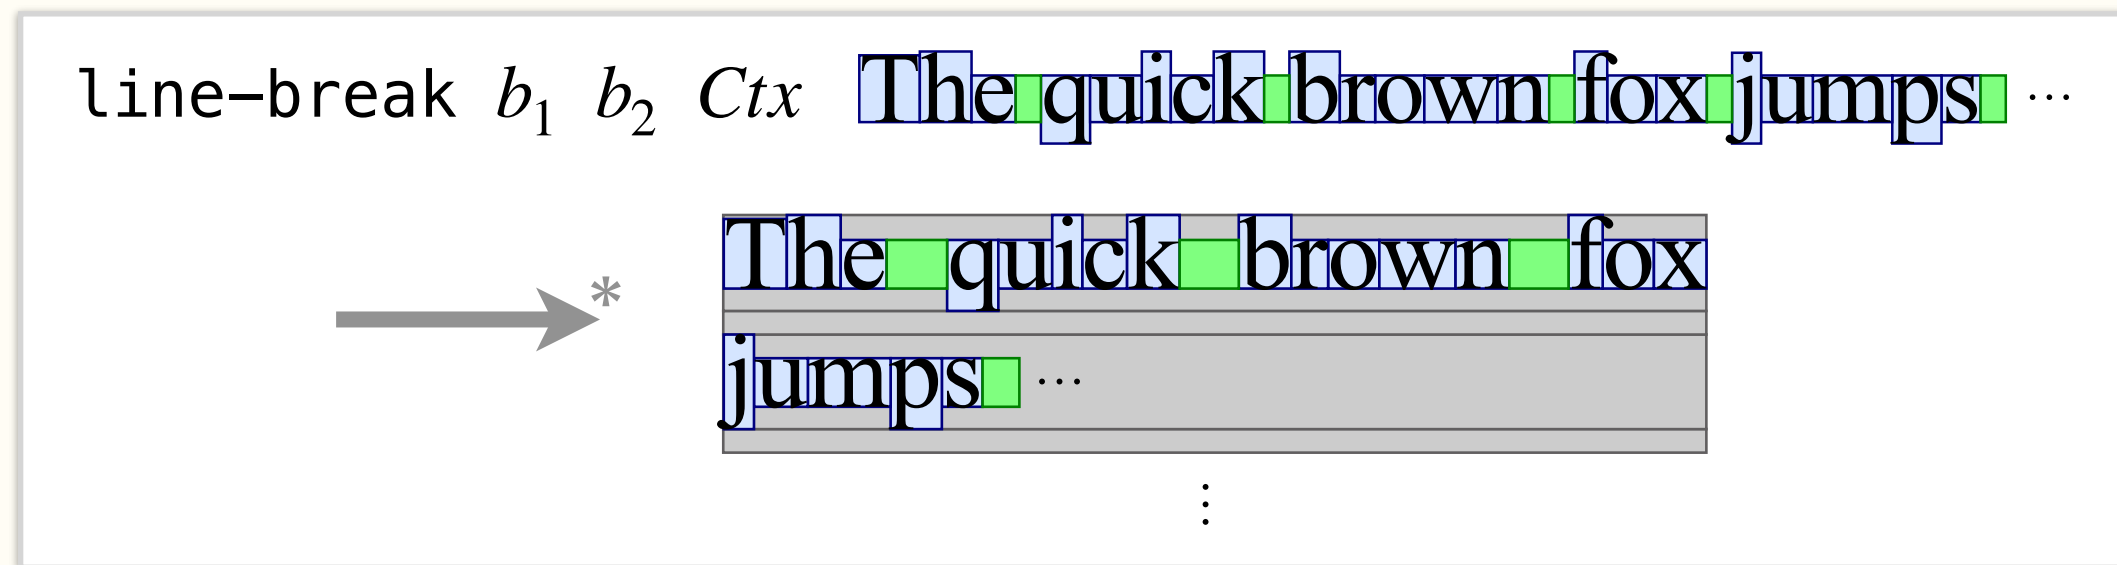 line-break b₁ b₂ Ctx The quick brown fox jumps ⋯
* The quick brown fox
jumps ⋯
⋮